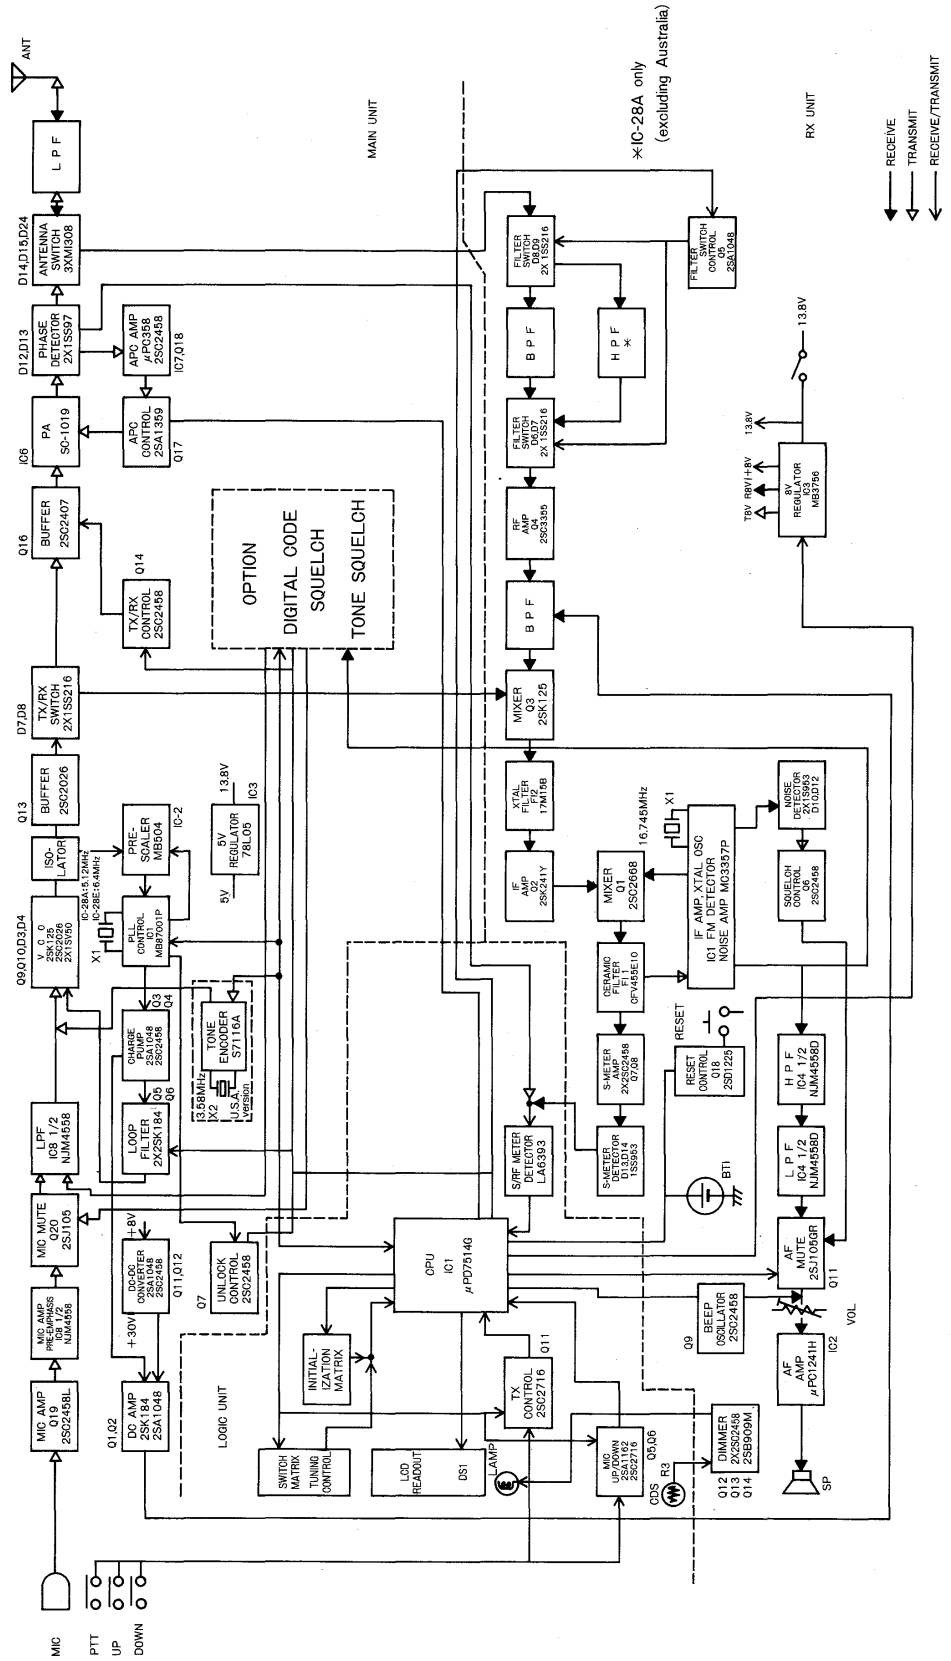 MIC
PTT
UP
DOWN
MIC AMP
Q19
2SC2458L
MIC AMP
PRE-EMPHASIS
IC8 1/2
NJM4558
MIC MUTE
Q20
2SJ105
LPF
IC8 1/2
NJM4558
Q9,Q10,D3,D4
V C O
2SK125
2SC2026
2X1SV50
ISO-
LATOR
Q13
BUFFER
2SC2026
D7,D8
TX/RX
SWITCH
2X1SS216
Q16
BUFFER
2SC2407
IC6
PA
SC-1019
D12,D13
PHASE
DETECTOR
2X1SS97
D14,D15,D24
ANTENNA
SWITCH
3XMI308
L P F
ANT
Q1,Q2
DC AMP
2SK184
2SA1048
+30V
+8V
DC-DC
CONVERTER
2SA1048
2SC2458
Q11,Q12
LOOP
FILTER
2X2SK184
Q5
Q6
CHARGE
PUMP
2SA1048
2SC2458
Q3
Q4
X1
IC-28A:5.12MHz
IC-28E:6.4MHz
PLL
CONTROL
IC1
MB87001P
PRE-
SCALER
MB504
IC-2
TX/RX
CONTROL
2SC2458
Q14
APC
CONTROL
2SA1359
Q17
APC AMP
μPC358
2SC2458
IC7,Q18
Q7
UNLOCK
CONTROL
2SC2458
3.58MHz
X2
U.S.A.
version
TONE
ENCODER
S7116A
5V
5V
REGULATOR
78L05
13.8V
IC3
OPTION
DIGITAL CODE
SQUELCH
TONE SQUELCH
MAIN UNIT
LOGIC UNIT
SWITCH
MATRIX
TUNING
CONTROL
INITIAL-
IZATION
MATRIX
LCD
READOUT
DS1
CPU
IC1
μPD7514G
LAMP
TX
CONTROL
2SC2716
Q11
S/RF METER
DETECTOR
LA6393
MIC
UP/DOWN
2SA1162
2SC2716
Q5,Q6
CDS
R3
Q12
Q13
Q14
DIMMER
2X2SC2458
2SB909M
Q9
BEEP
OSCILLATOR
2SC2458
BT1
RESET
RESET
CONTROL
Q18
2SD1225
S-METER
DETECTOR
D13,D14
1SS953
S-METER
AMP
2X2SC2458
Q7,Q8
CERAMIC
FILTER
FI 1
CFV455E10
MIXER
Q1
2SC2668
16.745MHz
X1
IF AMP
Q2
2SK241Y
XTAL
FILTER
FI2
17M15B
MIXER
Q3
2SK125
B P F
RF
AMP
Q4
2SC3355
FILTER
SWITCH
D6,D7
2X 1SS216
B P F
H P F
*
FILTER
SWITCH
D8,D9
2X 1SS216
FILTER
SWITCH
CONTROL
Q5
2SA1048
*IC-28A only
(excluding Australia)
IF AMP, XTAL OSC
IC1 FM DETECTOR
NOISE AMP MC3357P
NOISE
DETECTOR
2X1S953
D10,D12
SQUELCH
CONTROL
Q6
2SC2458
H P F
IC4 1/2
NJM4558D
L P F
IC4 1/2
NJM4558D
AF
MUTE
2SJ105GR
Q11
VOL
IC2
AF
AMP
μPC1241H
SP
T8V
R8V
/+8V
13.8V
8V
REGULATOR
IC3
MB3756
13.8V
RX UNIT
RECEIVE
TRANSMIT
RECEIVE/TRANSMIT